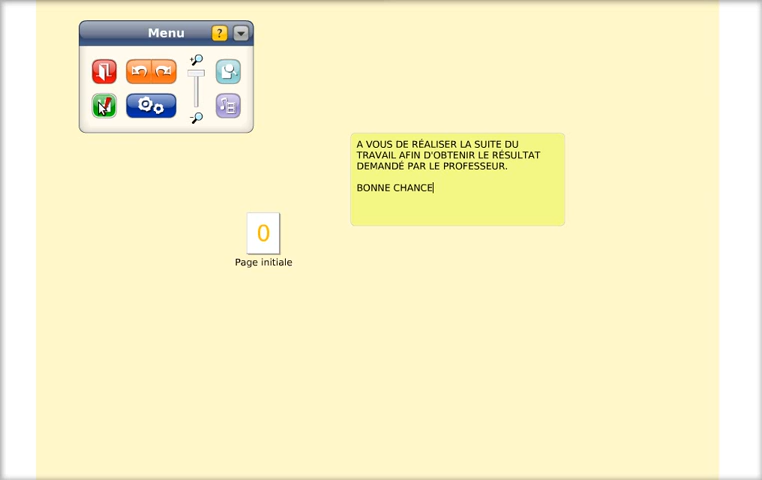 Menu
?
A VOUS DE RÉALISER LA SUITE DU
TRAVAIL AFIN D'OBTENIR LE RÉSULTAT
DEMANDÉ PAR LE PROFESSEUR.
BONNE CHANCE
0
Page initiale